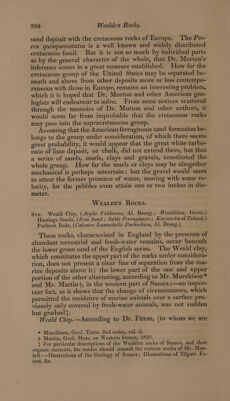 304 Wealden Rocks.
ssand deposit with the cretaceous rocks of Europe. The Pec-
ten quinquecostatus is a well known and widely distributed
cretaceous fossil. But it is not so much by individual parts
as by the general character of the whole, that Dr. Morton's
inference seems in a great measure established. How far the
cretaceous group of the United States may be separated be-
neath and above from other deposits more or less contempo-
raneous with those in Europe, remains an interesting problem,
which it is hoped that Dr. Morton and other American geo-
logists will endeavour to solve. From some notices scattered
through the memoirs of Dr. Morton and other authors, it
would seem far from improbable that the cretaceous rocks
may pass into the supracretaceous group.
Assuming that the American ferruginous sand formation be-
longs to the group under consideration, of which there seems
great probability, it would appear that the great white carbo-
nate of lime deposit, or chalk, did not extend there, but that
a series of sands, marls, clays and gravels, constituted the
whole group. How far the marls or clays may be altogether
mechanical is perhaps uncertain; but the gravel would seem
to attest the former presence of water, moving with some ve-
locity, for the pebbles even attain one or two inches in dia-
meter.
Wealden Rocks.
Syn. Weald Clay, (Argile Veldienne, Al. Brong.; Wealdthon, Germ.)
Hastings Sands, (Iron Sand; Sable Ferrugineux; Karzawdiwal Poland.)
Purbeck Beds, (Calcaire Lumachelle Purbeckien, Al. Brong.)
These rocks, characterized in England by the presence of
abundant terrestrial and fresh-water remains, occur beneath
the lower green sand of the English series. The Weald clay,
which constitutes the upper part of the rocks under considera-
tion, does not present a clear line of separation from the ma-
rine deposits above it; the lower part of the one and upper
portion of the other alternating, according to Mr. Murchison*
and Mr. Martin†, in the western part of Sussex:—an impor-
tant fact, as it shows that the change of circumstances, which
permitted the residence of marine animals over a surface pre-
viously only covered by fresh-water animals, was not sudden
but gradual‡.
Weald Clay.—According to Dr. Fitton, (to whom we are
* Murchison, Geol. Trans. 2nd series, vol. ii.
† Martin, Geol. Mem. on Western Sussex, 1828.
‡ For particular descriptions of the Wealden rocks of Sussex, and their
organic contents, the reader should consult the various works of Mr. Man-
tell:—Illustrations of the Geology of Sussex; Illustrations of Tilgate Fo-
rest, &c.